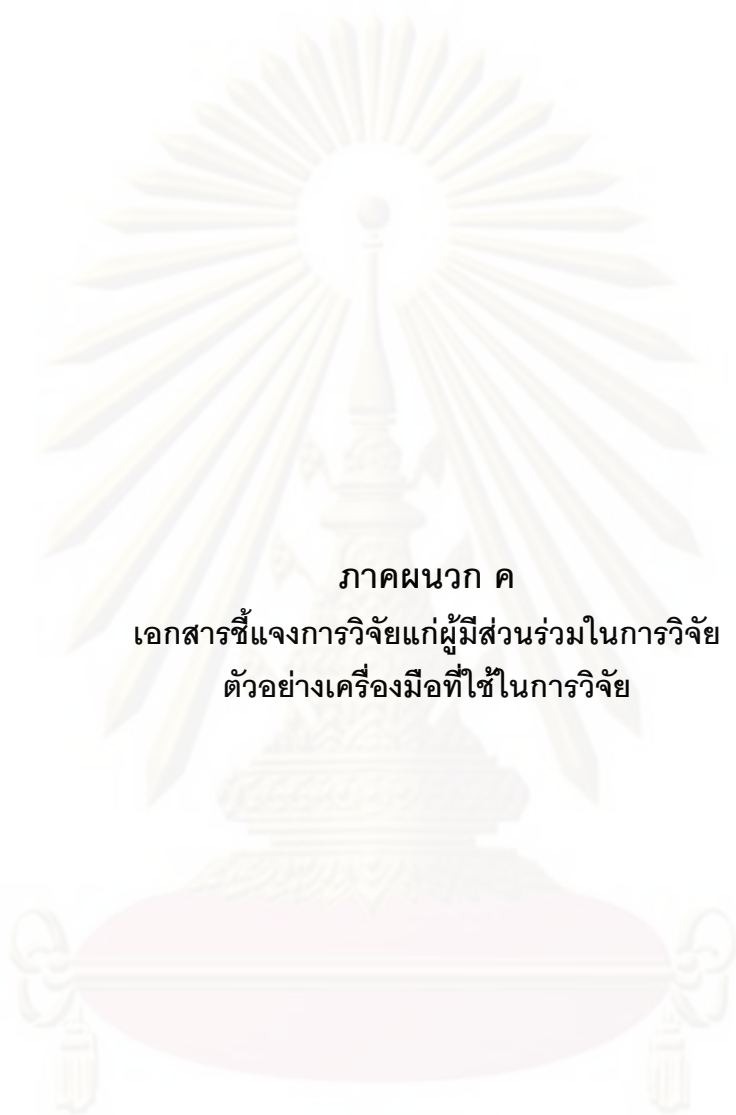 ภาคผนวก ค
เอกสารชี้แจงการวิจัยแก่ผู้มีส่วนร่วมในการวิจัย
ตัวอย่างเครื่องมือที่ใช้ในการวิจัย